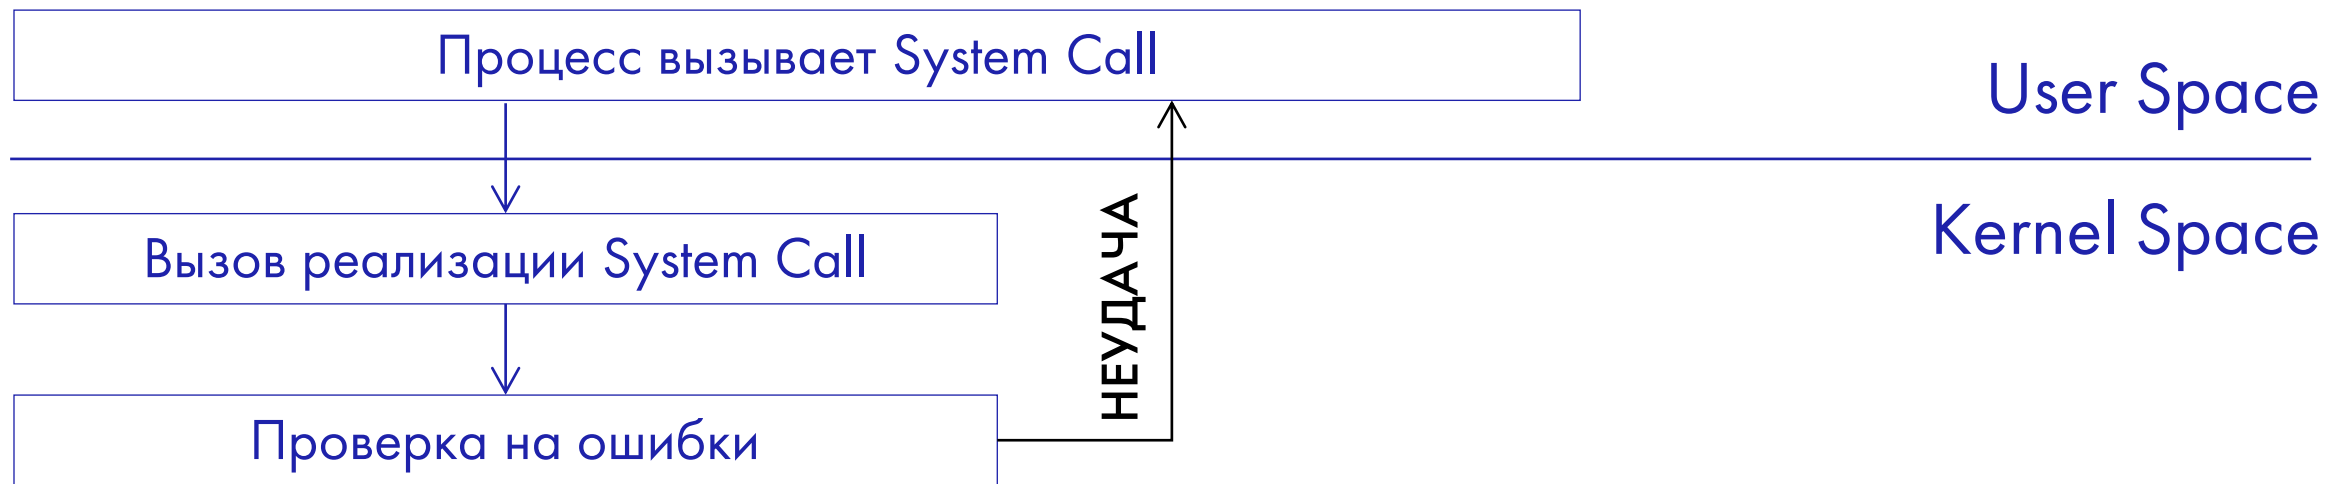 Процесс вызывает System Call
User Space
Kernel Space
Вызов реализации System Call
НЕУДАЧА
Проверка на ошибки